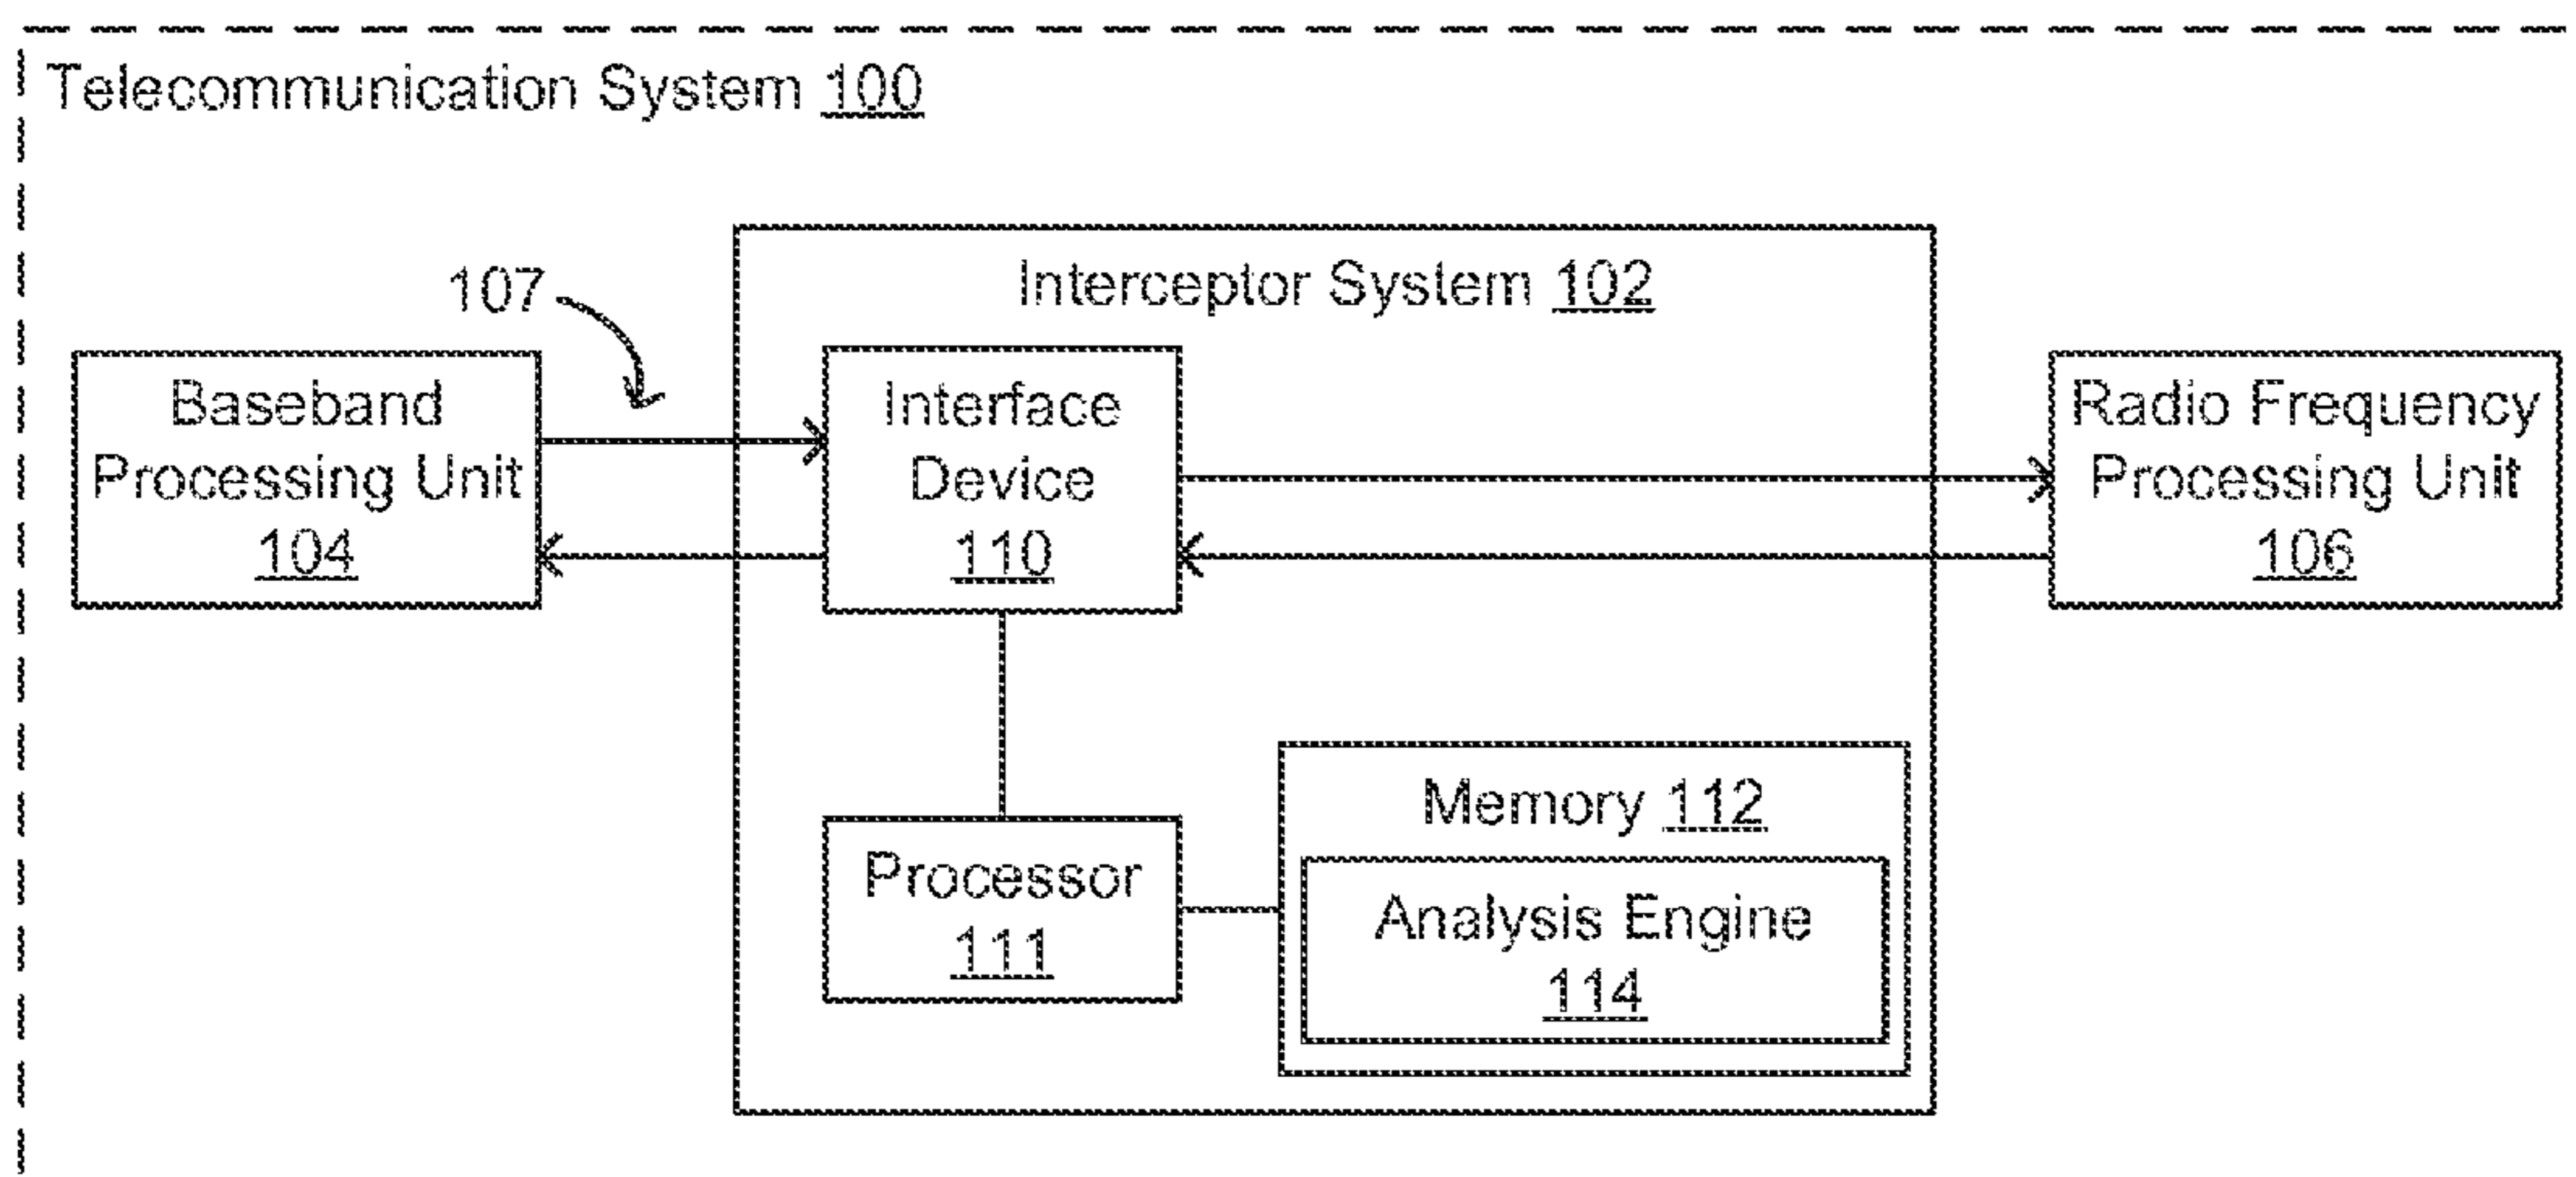 Telecommunication System 100
Interceptor System 102
107
Baseband
Processing Unit
104
Interface
Device
110
Radio Frequency
Processing Unit
106
Processor
111
Memory 112
Analysis Engine
114